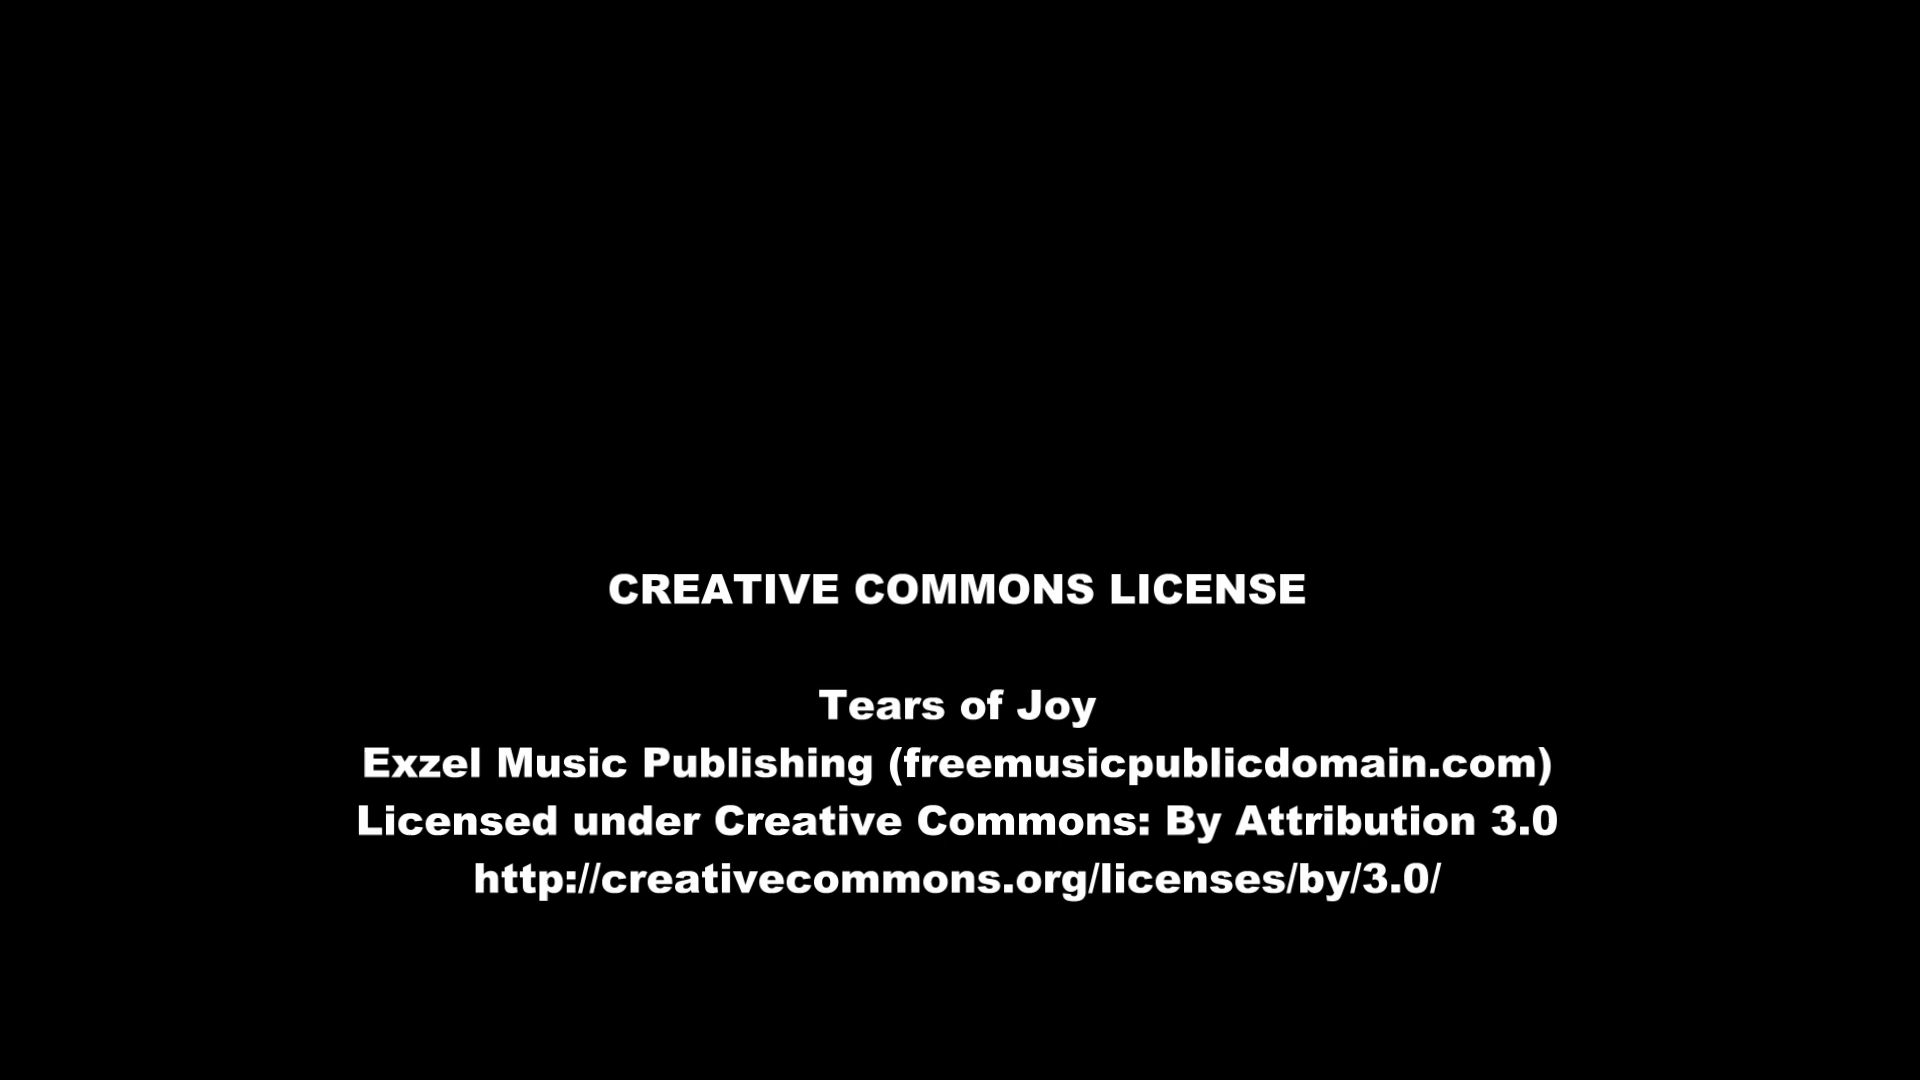 CREATIVE COMMONS LICENSE
Tears of Joy
Exzel Music Publishing (freemusicpublicdomain.com)
Licensed under Creative Commons: By Attribution 3.0
http://creativecommons.org/licenses/by/3.0/